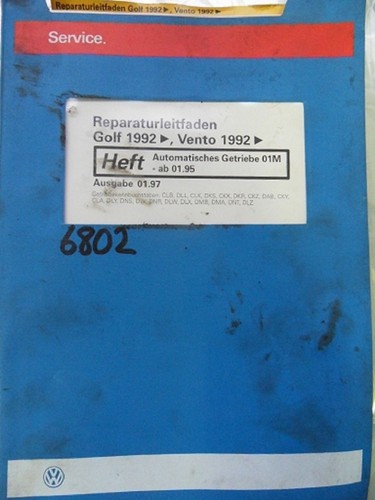 Reparaturleitfaden Golf 1992 ►, Vento 1992 ►
Service.
Reparaturleitfaden
Golf 1992 ►, Vento 1992 ►
Heft Automatisches Getriebe 01M
- ab 01.95
Ausgabe 01.97
6802